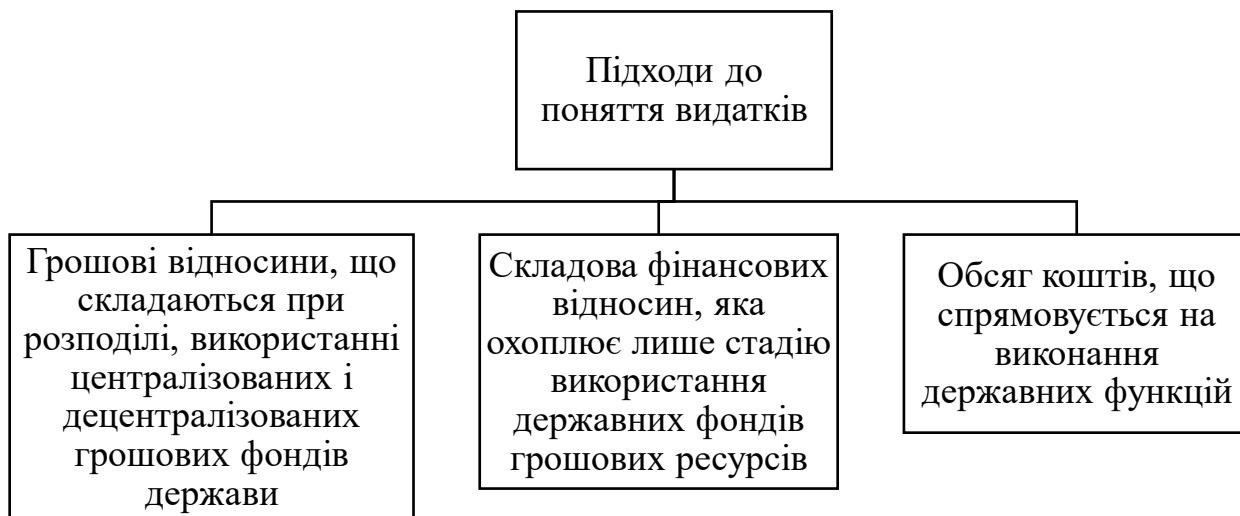 Підходи до
поняття видатків
Грошові відносини, що
складаються при
розподілі, використанні
централізованих і
децентралізованих
грошових фондів
держави
Складова фінансових
відносин, яка
охоплює лише стадію
використання
державних фондів
грошових ресурсів
Обсяг коштів, що
спрямовується на
виконання
державних функцій